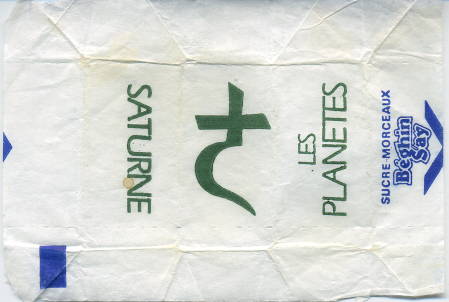 SATURNE
LES
PLANETES
SUCRE-MORCEAUX
Béghin
Say